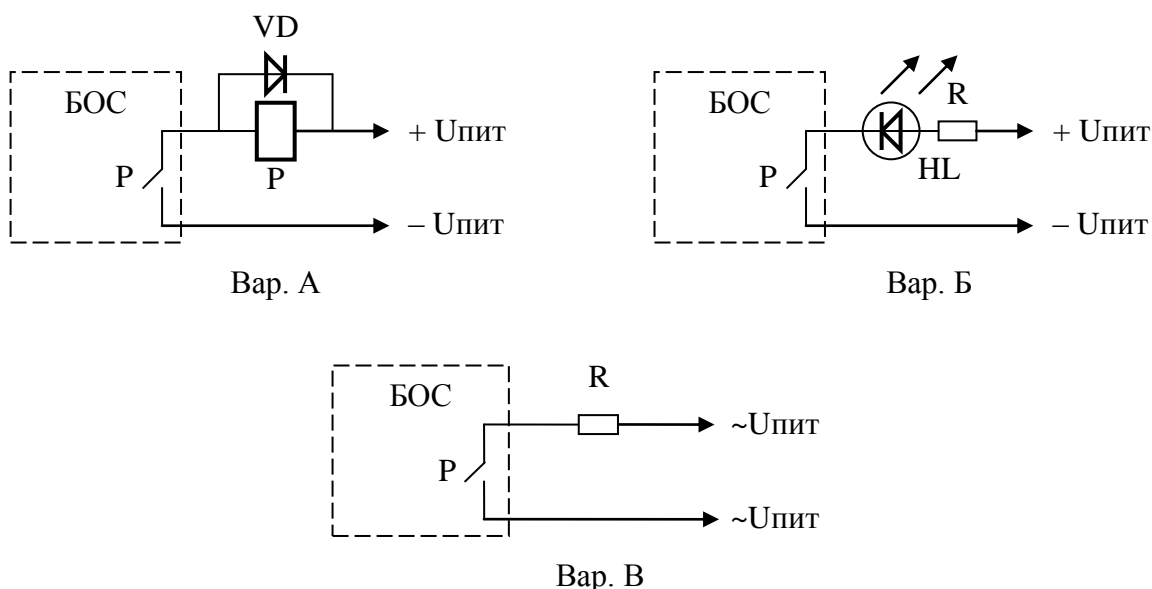 VD
БОС
P
P
+ Uпит
– Uпит
Вар. А
БОС
P
R
HL
+ Uпит
– Uпит
Вар. Б
БОС
P
R
~Uпит
~Uпит
Вар. В